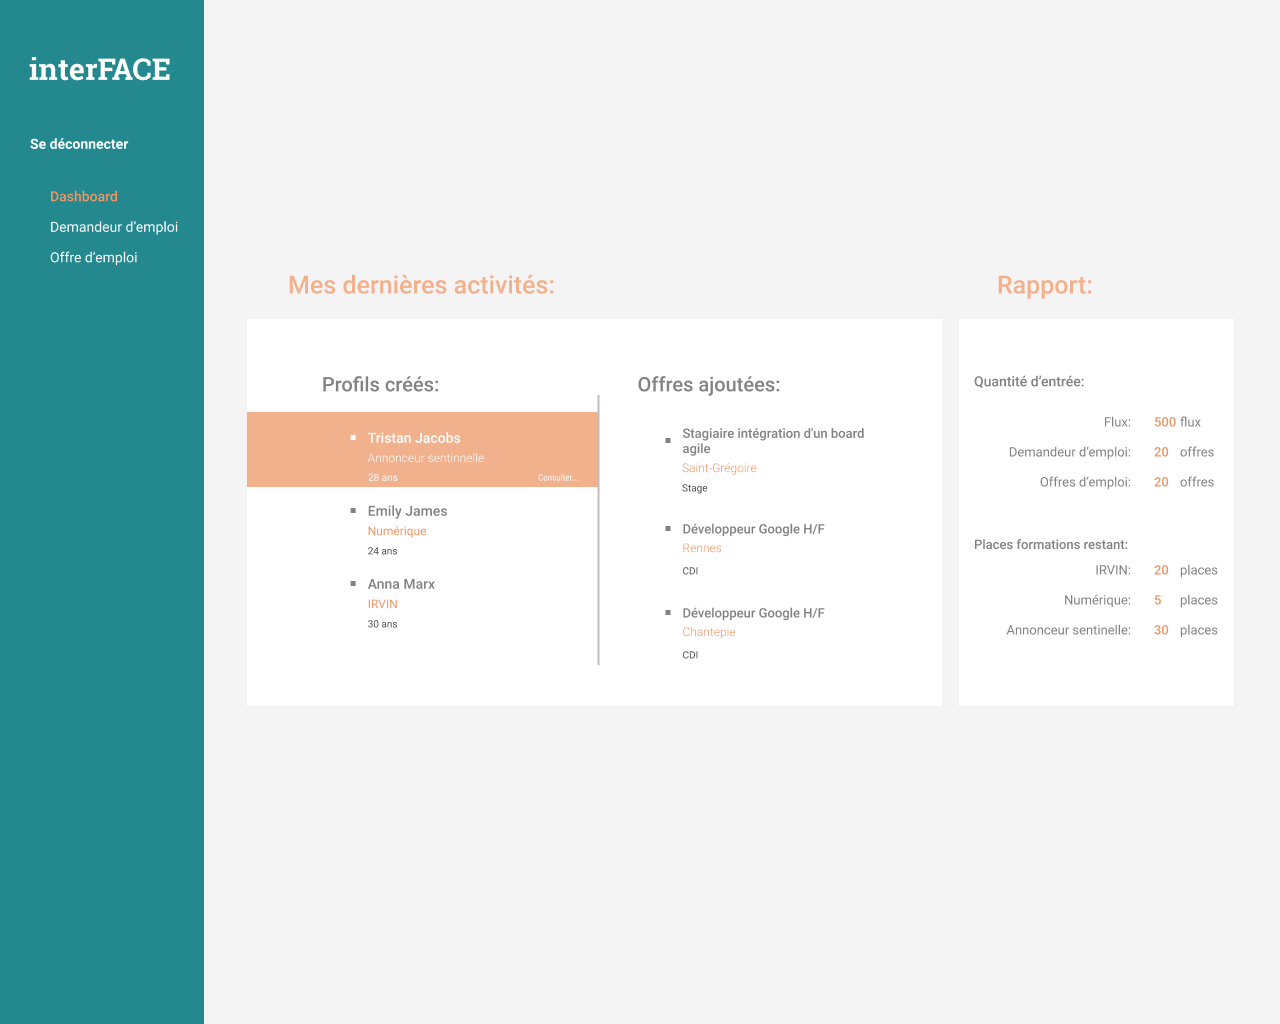 interFACE
Se déconnecter
Dashboard
Demandeur d'emploi
Offre d'emploi
Mes dernières activités:
Profils créés:
Tristan Jacobs
Annonceur sentinnelle
28 ans
Consulter...
Emily James
Numérique
24 ans
Anna Marx
IRVIN
30 ans
Offres ajoutées:
Stagiaire intégration d'un board
agile
Saint-Grégoire
Stage
Développeur Google H/F
Rennes
CDI
Développeur Google H/F
Chantepie
CDI
Rapport:
Quantité d'entrée:
Flux: 500 flux
Demandeur d'emploi: 20 offres
Offres d'emploi: 20 offres
Places formations restant:
IRVIN: 20 places
Numérique: 5 places
Annonceur sentinelle: 30 places